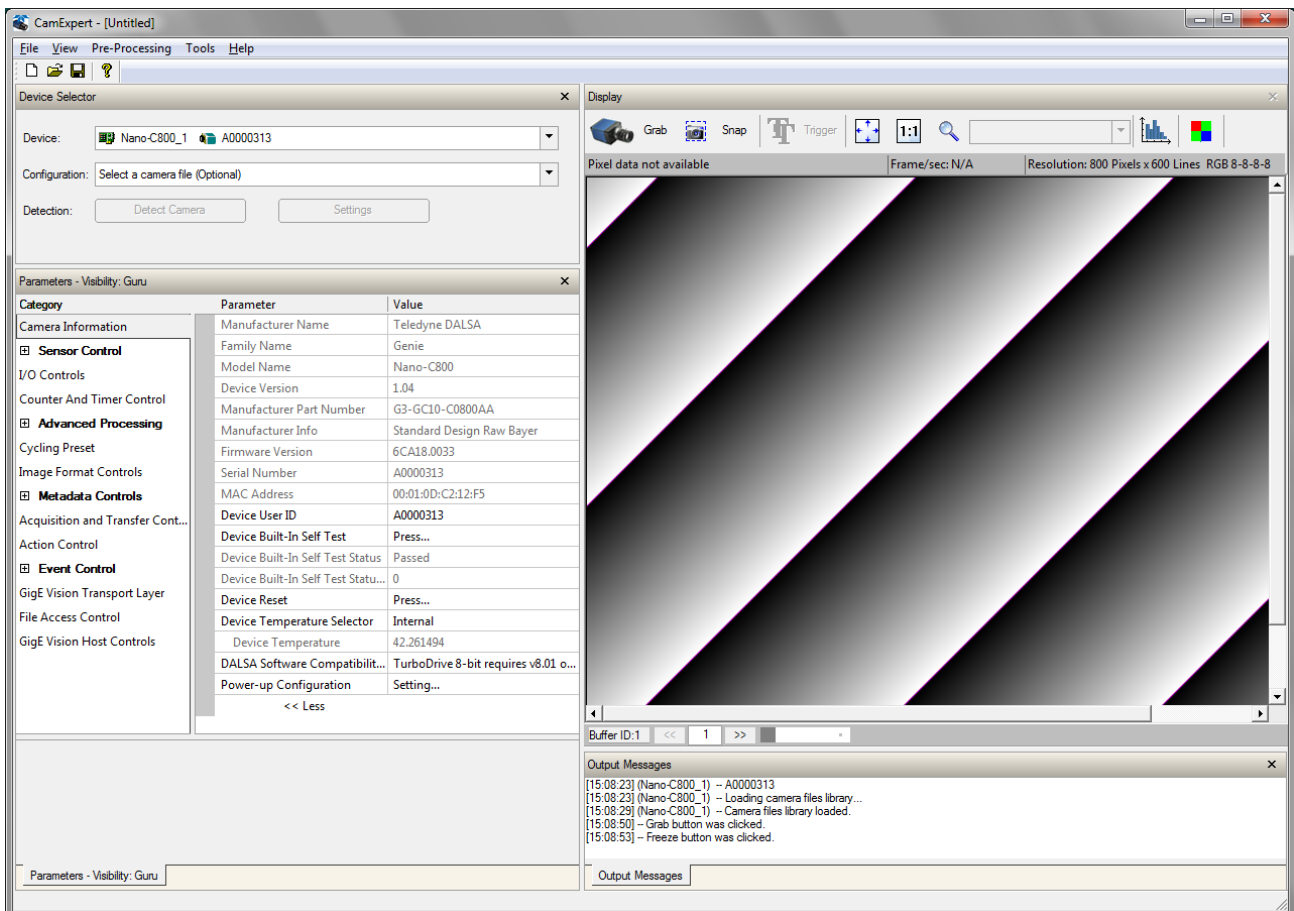 CamExpert - [Untitled]
File View Pre-Processing Tools Help
Device Selector
Device: Nano-C800_1 A0000313
Configuration: Select a camera file (Optional)
Detection: Detect Camera Settings
Parameters - Visibility: Guru
Category Parameter Value
Camera Information
Sensor Control
I/O Controls
Counter And Timer Control
Advanced Processing
Cycling Preset
Image Format Controls
Metadata Controls
Acquisition and Transfer Cont...
Action Control
Event Control
GigE Vision Transport Layer
File Access Control
GigE Vision Host Controls
Manufacturer Name Teledyne DALSA
Family Name Genie
Model Name Nano-C800
Device Version 1.04
Manufacturer Part Number G3-GC10-C0800AA
Manufacturer Info Standard Design Raw Bayer
Firmware Version 6CA18.0033
Serial Number A0000313
MAC Address 00:01:0D:C2:12:F5
Device User ID A0000313
Device Built-In Self Test Press...
Device Built-In Self Test Status Passed
Device Built-In Self Test Statu... 0
Device Reset Press...
Device Temperature Selector Internal
Device Temperature 42.261494
DALSA Software Compatibilit... TurboDrive 8-bit requires v8.01 o...
Power-up Configuration Setting...
<< Less
Parameters - Visibility: Guru
Display
Grab Snap Trigger 1:1
Pixel data not available Frame/sec: N/A Resolution: 800 Pixels x 600 Lines RGB 8-8-8-8
Buffer ID:1 << 1 >>
Output Messages
[15:08:23] (Nano-C800_1) -- A0000313
[15:08:23] (Nano-C800_1) -- Loading camera files library...
[15:08:29] (Nano-C800_1) -- Camera files library loaded.
[15:08:50] -- Grab button was clicked.
[15:08:53] -- Freeze button was clicked.
Output Messages